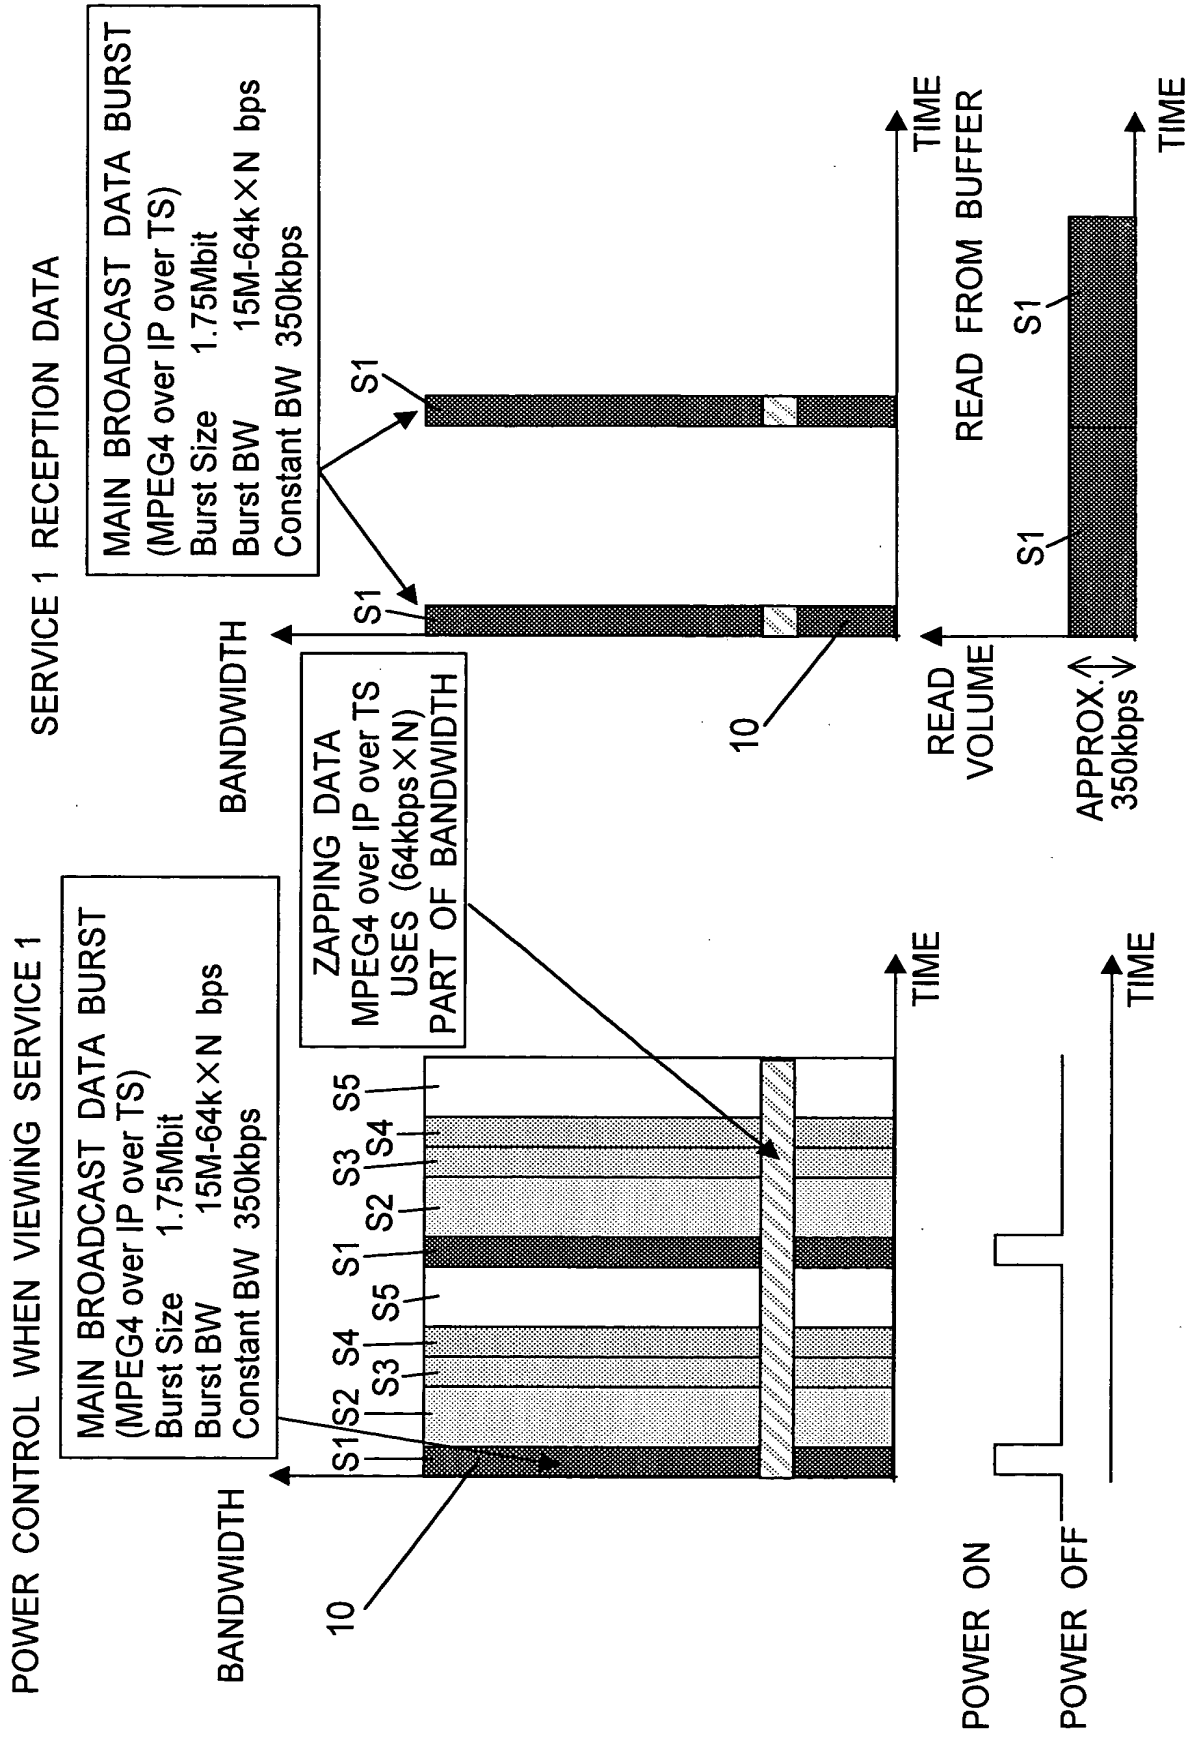 POWER CONTROL WHEN VIEWING SERVICE 1
MAIN BROADCAST DATA BURST
(MPEG4 over IP over TS)
Burst Size 1.75Mbit
Burst BW 15M-64k×N bps
Constant BW 350kbps
BANDWIDTH
10
S1
S2
S3
S4
S5
S1
S2
S3
S4
S5
TIME
ZAPPING DATA
MPEG4 over IP over TS
USES (64kbps×N)
PART OF BANDWIDTH
POWER ON
POWER OFF
TIME
SERVICE 1 RECEPTION DATA
MAIN BROADCAST DATA BURST
(MPEG4 over IP over TS)
Burst Size 1.75Mbit
Burst BW 15M-64k×N bps
Constant BW 350kbps
BANDWIDTH
S1
S1
10
TIME
READ FROM BUFFER
READ
VOLUME
S1
S1
APPROX.
350kbps
TIME